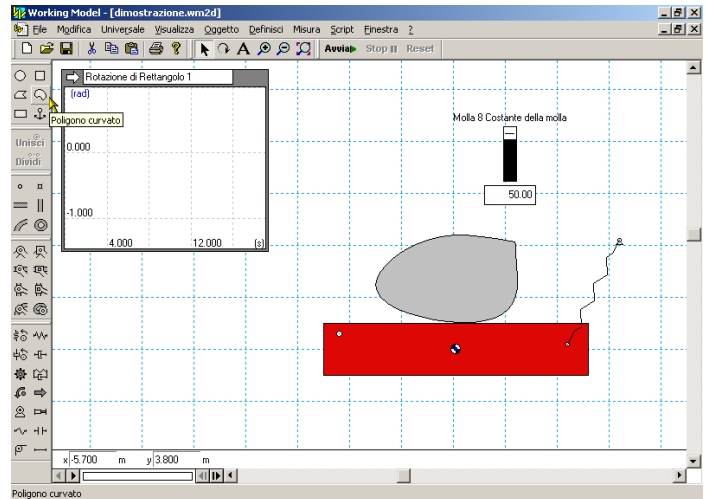 Working Model - [dimostrazione.wm2d]
File Modifica Universale Visualizza Oggetto Definisci Misura Script Finestra ?
A Avvia Stop Reset
Rotazione di Rettangolo 1
(rad)
Poligono curvato
Molla 8 Costante della molla
Unisci
0.000
Dividi
50.00
-1.000
4.000 12.000 (s)
x -5.700 m y 3.800 m
Poligono curvato